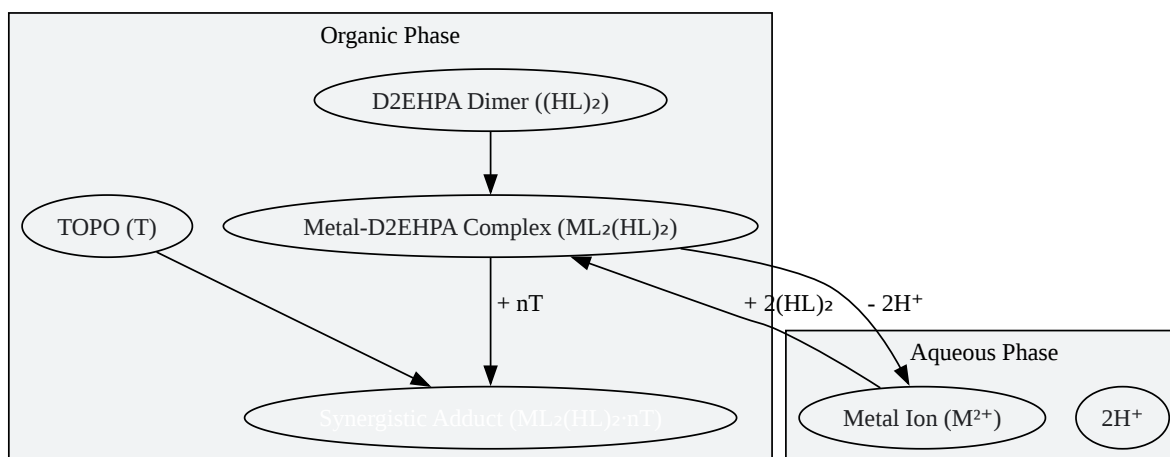 Organic Phase
D2EHPA Dimer ((HL)₂)
TOPO (T)
Metal-D2EHPA Complex (ML₂(HL)₂)
+ nT
+ 2(HL)₂
- 2H⁺
Aqueous Phase
Synergistic Adduct (ML₂(HL)₂·nT)
Metal Ion (M²⁺)
2H⁺